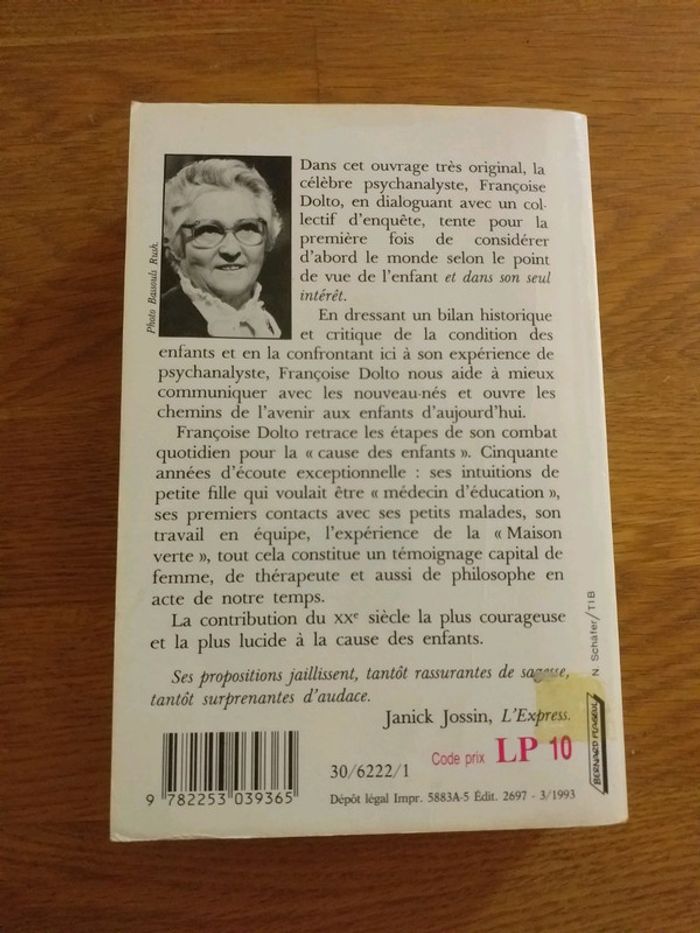 Photo Bassouls Rush.
Dans cet ouvrage très original, la
célèbre psychanalyste, Françoise
Dolto, en dialoguant avec un col-
lectif d'enquête, tente pour la
première fois de considérer
d'abord le monde selon le point
de vue de l'enfant et dans son seul
intérêt.
En dressant un bilan historique
et critique de la condition des
enfants et en la confrontant ici à son expérience de
psychanalyste, Françoise Dolto nous aide à mieux
communiquer avec les nouveau-nés et ouvre les
chemins de l'avenir aux enfants d'aujourd'hui.
Françoise Dolto retrace les étapes de son combat
quotidien pour la « cause des enfants ». Cinquante
années d'écoute exceptionnelle : ses intuitions de
petite fille qui voulait être « médecin d'éducation »,
ses premiers contacts avec ses petits malades, son
travail en équipe, l'expérience de la « Maison
verte », tout cela constitue un témoignage capital de
femme, de thérapeute et aussi de philosophe en
acte de notre temps.
La contribution du XXe siècle la plus courageuse
et la plus lucide à la cause des enfants.
Ses propositions jaillissent, tantôt rassurantes de sagesse,
tantôt surprenantes d'audace.
Janick Jossin, L'Express.
N. Schäfer/TIB
BERNARD
Code prix LP 10
30/6222/1
Dépôt légal Impr. 5883A-5 Édit. 2697 - 3/1993
9 782253 039365